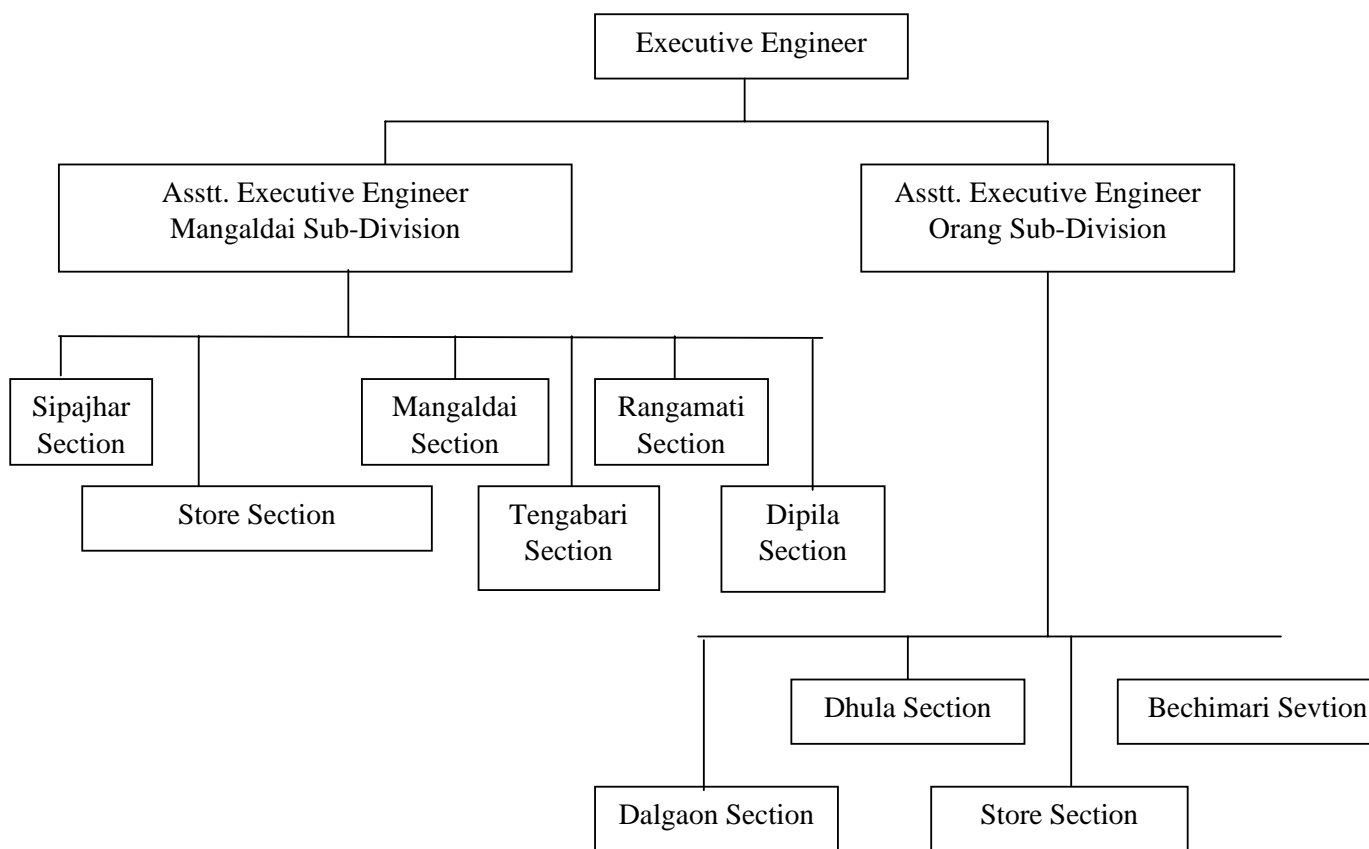 Executive Engineer
Asstt. Executive Engineer
Mangaldai Sub-Division
Asstt. Executive Engineer
Orang Sub-Division
Sipajhar
Section
Mangaldai
Section
Rangamati
Section
Store Section
Tengabari
Section
Dipila
Section
Dhula Section
Bechimari Sevtion
Dalgaon Section
Store Section